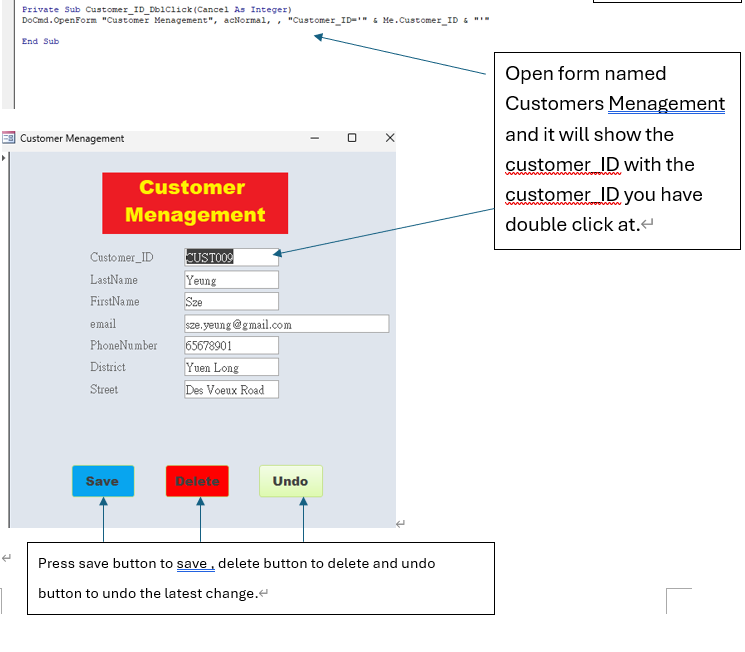 Private Sub Customer_ID_DblClick(Cancel As Integer)
DoCmd.OpenForm "Customer Menagement", acNormal, , "Customer_ID='" & Me.Customer_ID & "'"
End Sub
Open form named
Customers Menagement
and it will show the
customer_ID with the
customer_ID you have
double click at.
Customer Menagement
Customer
Menagement
Customer_ID CUST009
LastName Yeung
FirstName Sze
email sze.yeung@gmail.com
PhoneNumber 65678901
District Yuen Long
Street Des Voeux Road
Save Delete Undo
Press save button to save , delete button to delete and undo
button to undo the latest change.